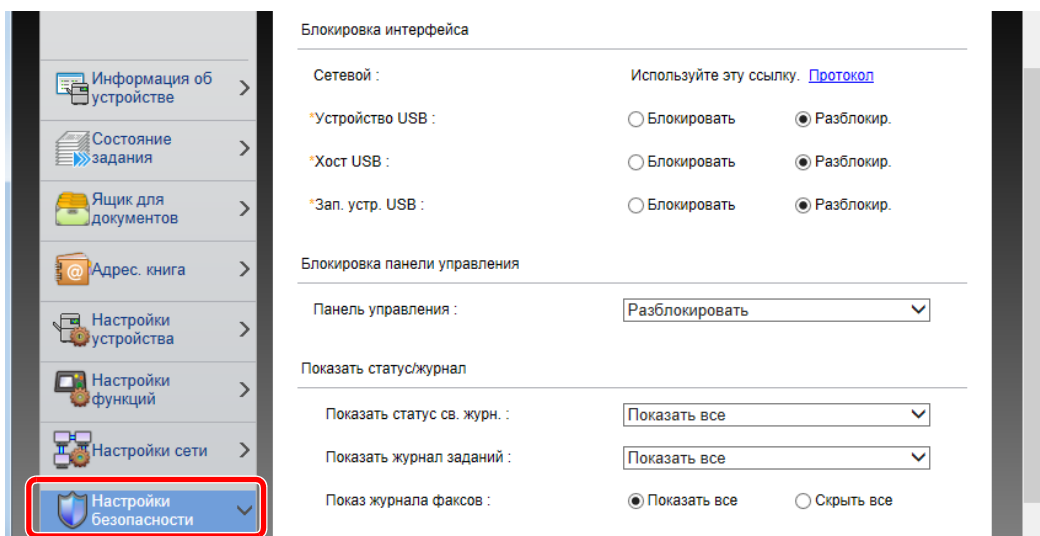 Информация об
устройстве
Состояние
задания
Ящик для
документов
Адрес. книга
Настройки
устройства
Настройки
функций
Настройки сети
Настройки
безопасности
Блокировка интерфейса
Сетевой : Используйте эту ссылку. Протокол
*Устройство USB : Блокировать Разблокир.
*Хост USB : Блокировать Разблокир.
*Зап. устр. USB : Блокировать Разблокир.
Блокировка панели управления
Панель управления : Разблокировать
Показать статус/журнал
Показать статус св. журн. : Показать все
Показать журнал заданий : Показать все
Показ журнала факсов : Показать все Скрыть все